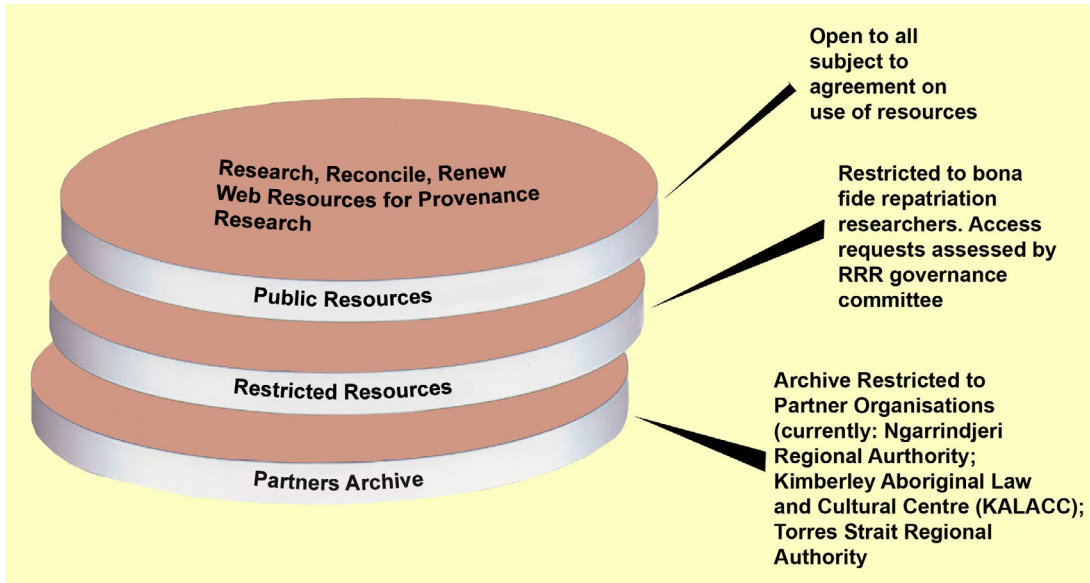 Open to all
subject to
agreement on
use of resources
Research, Reconcile, Renew
Web Resources for Provenance
Research
Public Resources
Restricted to bona
fide repatriation
researchers. Access
requests assessed by
RRR governance
committee
Restricted Resources
Archive Restricted to
Partner Organisations
(currently: Ngarrindjeri
Regional Aurthority;
Kimberley Aboriginal Law
and Cultural Centre (KALACC);
Torres Strait Regional
Authority
Partners Archive